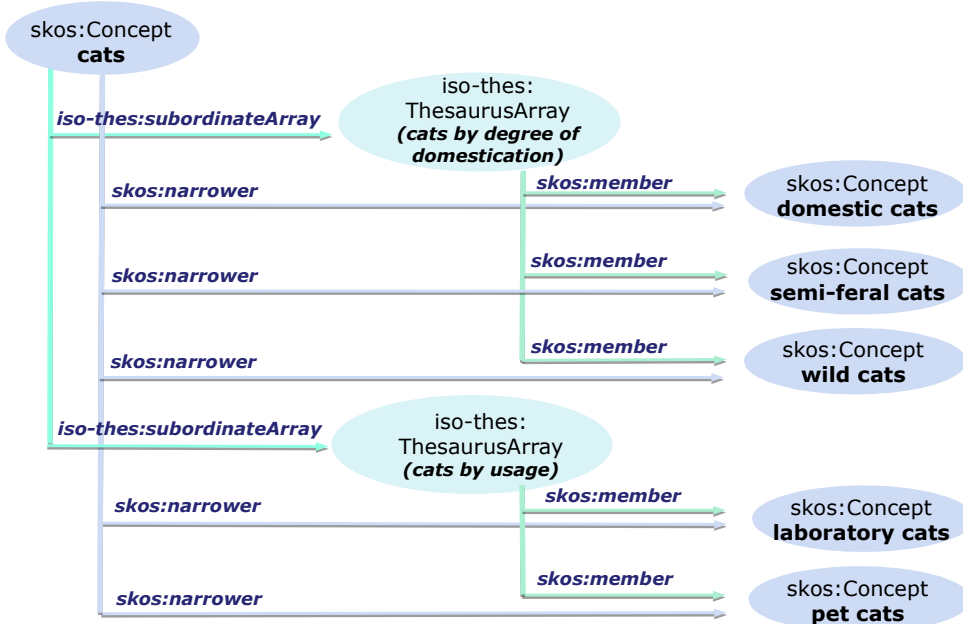 skos:Concept
cats
iso-thes:
ThesaurusArray
(cats by degree of
domestication)
iso-thes:subordinateArray
skos:narrower
skos:member
skos:Concept
domestic cats
skos:narrower
skos:member
skos:Concept
semi-feral cats
skos:narrower
skos:member
skos:Concept
wild cats
iso-thes:subordinateArray
iso-thes:
ThesaurusArray
(cats by usage)
skos:narrower
skos:member
skos:Concept
laboratory cats
skos:narrower
skos:member
skos:Concept
pet cats